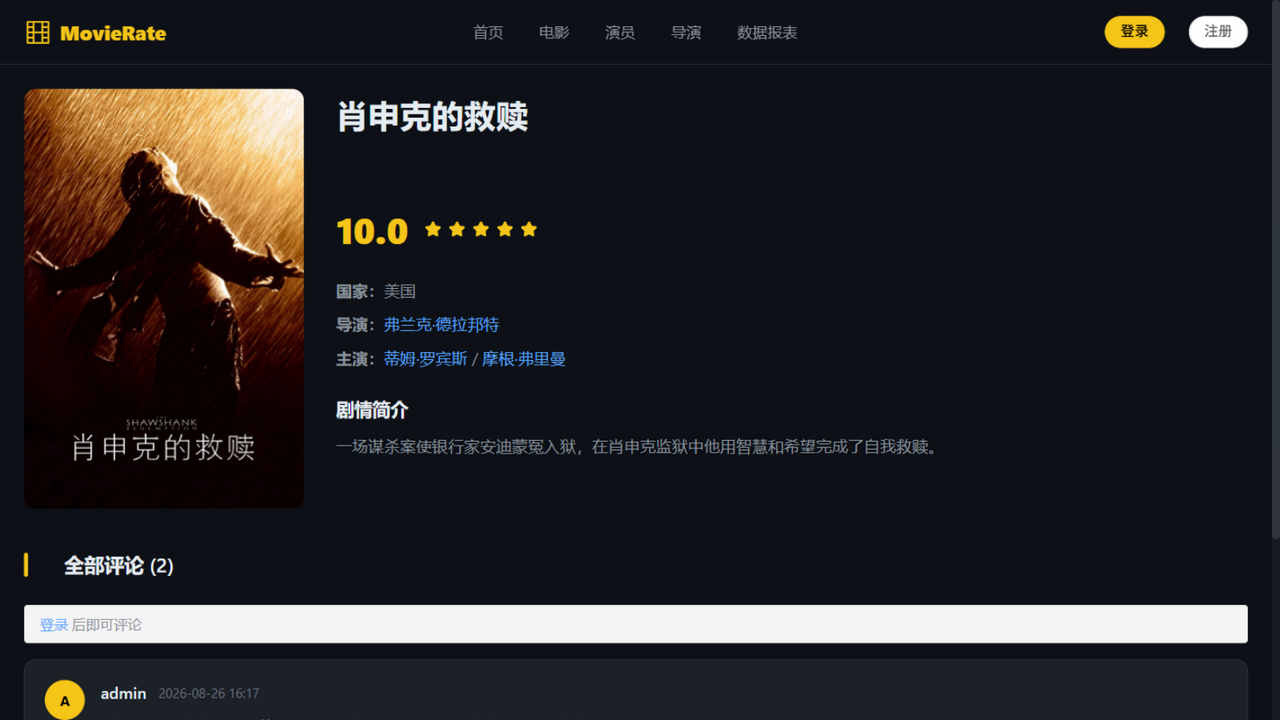 MovieRate
首页
电影
演员
导演
数据报表
登录
注册
肖申克的救赎
10.0
国家：美国
导演：弗兰克·德拉邦特
主演：蒂姆·罗宾斯 / 摩根·弗里曼
剧情简介
一场谋杀案使银行家安迪蒙冤入狱，在肖申克监狱中他用智慧和希望完成了自我救赎。
THE
SHAWSHANK
REDEMPTION
肖申克的救赎
全部评论 (2)
登录 后即可评论
A
admin 2026-08-26 16:17